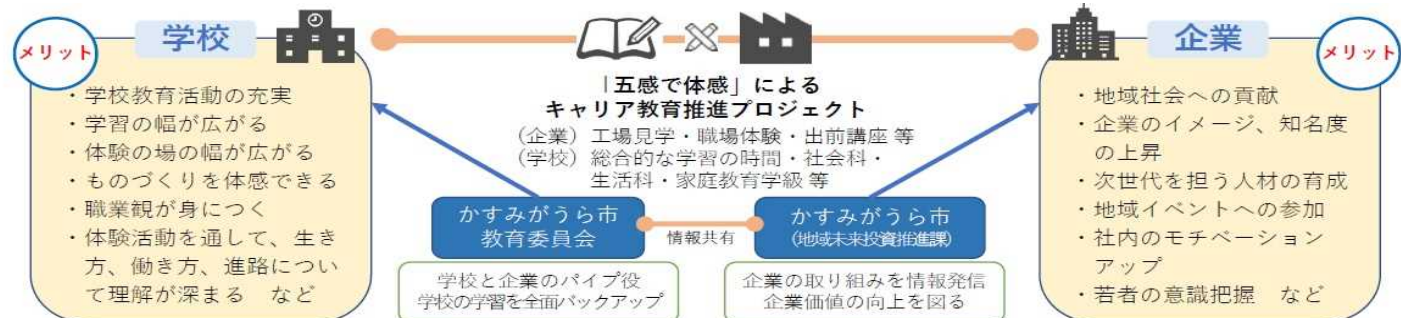 メリット
学校
・学校教育活動の充実
・学習の幅が広がる
・体験の場の幅が広がる
・ものづくりを体感できる
・職業観が身につく
・体験活動を通して、生き
方、働き方、進路につい
て理解が深まる など
「五感で体感」による
キャリア教育推進プロジェクト
(企業) 工場見学・職場体験・出前講座 等
(学校) 総合的な学習の時間・社会科・
生活科・家庭教育学級 等
かすみがうら市
教育委員会
情報共有
かすみがうら市
(地域未来投資推進課)
学校と企業のパイプ役
学校の学習を全面バックアップ
企業の取り組みを情報発信
企業価値の向上を図る
企業
メリット
・地域社会への貢献
・企業のイメージ、知名度
の上昇
・次世代を担う人材の育成
・地域イベントへの参加
・社内のモチベーション
アップ
・若者の意識把握 など